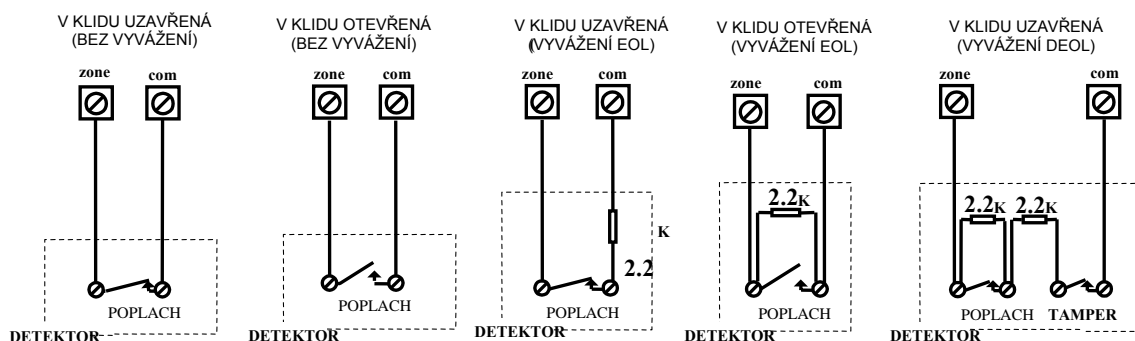 V KLIDU UZAVŘENÁ
(BEZ VYVÁŽENÍ)
zone com
POPLACH
DETEKTOR
V KLIDU OTEVŘENÁ
(BEZ VYVÁŽENÍ)
zone com
POPLACH
DETEKTOR
V KLIDU UZAVŘENÁ
(VYVÁŽENÍ EOL)
zone com
K
2.2
POPLACH
DETEKTOR
V KLIDU OTEVŘENÁ
(VYVÁŽENÍ EOL)
zone com
2.2K
POPLACH
DETEKTOR
V KLIDU UZAVŘENÁ
(VYVÁŽENÍ DEOL)
zone com
2.2K 2.2K
POPLACH TAMPER
DETEKTOR